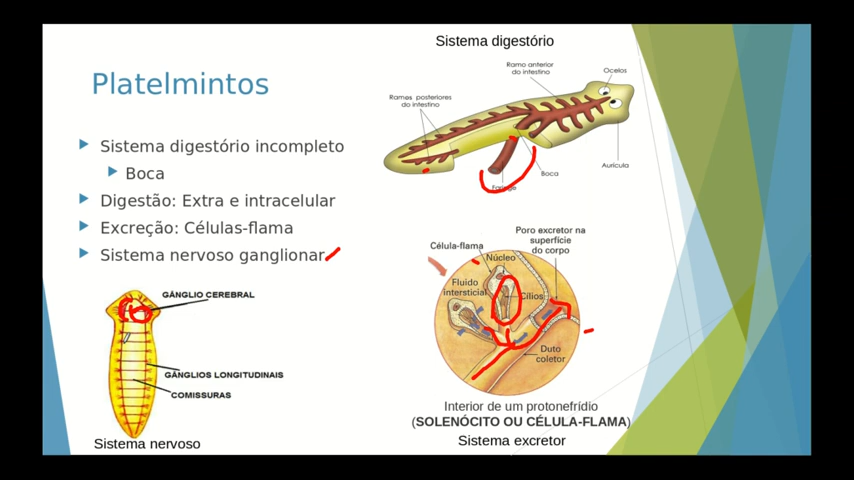 Platelmintos
Sistema digestório incompleto
Boca
Digestão: Extra e intracelular
Excreção: Células-flama
Sistema nervoso ganglionar
GÂNGLIO CEREBRAL
GÂNGLIOS LONGITUDINAIS
COMISSURAS
Sistema nervoso
Sistema digestório
Ramo anterior
do intestino
Ocelos
Ramos posteriores
do intestino
Boca
Aurícula
Faringe
Poro excretor na
superfície
do corpo
Célula-flama
Núcleo
Fluido
intersticial
Cílios
Duto
coletor
Interior de um protonefrídio
(SOLENÓCITO OU CÉLULA-FLAMA)
Sistema excretor